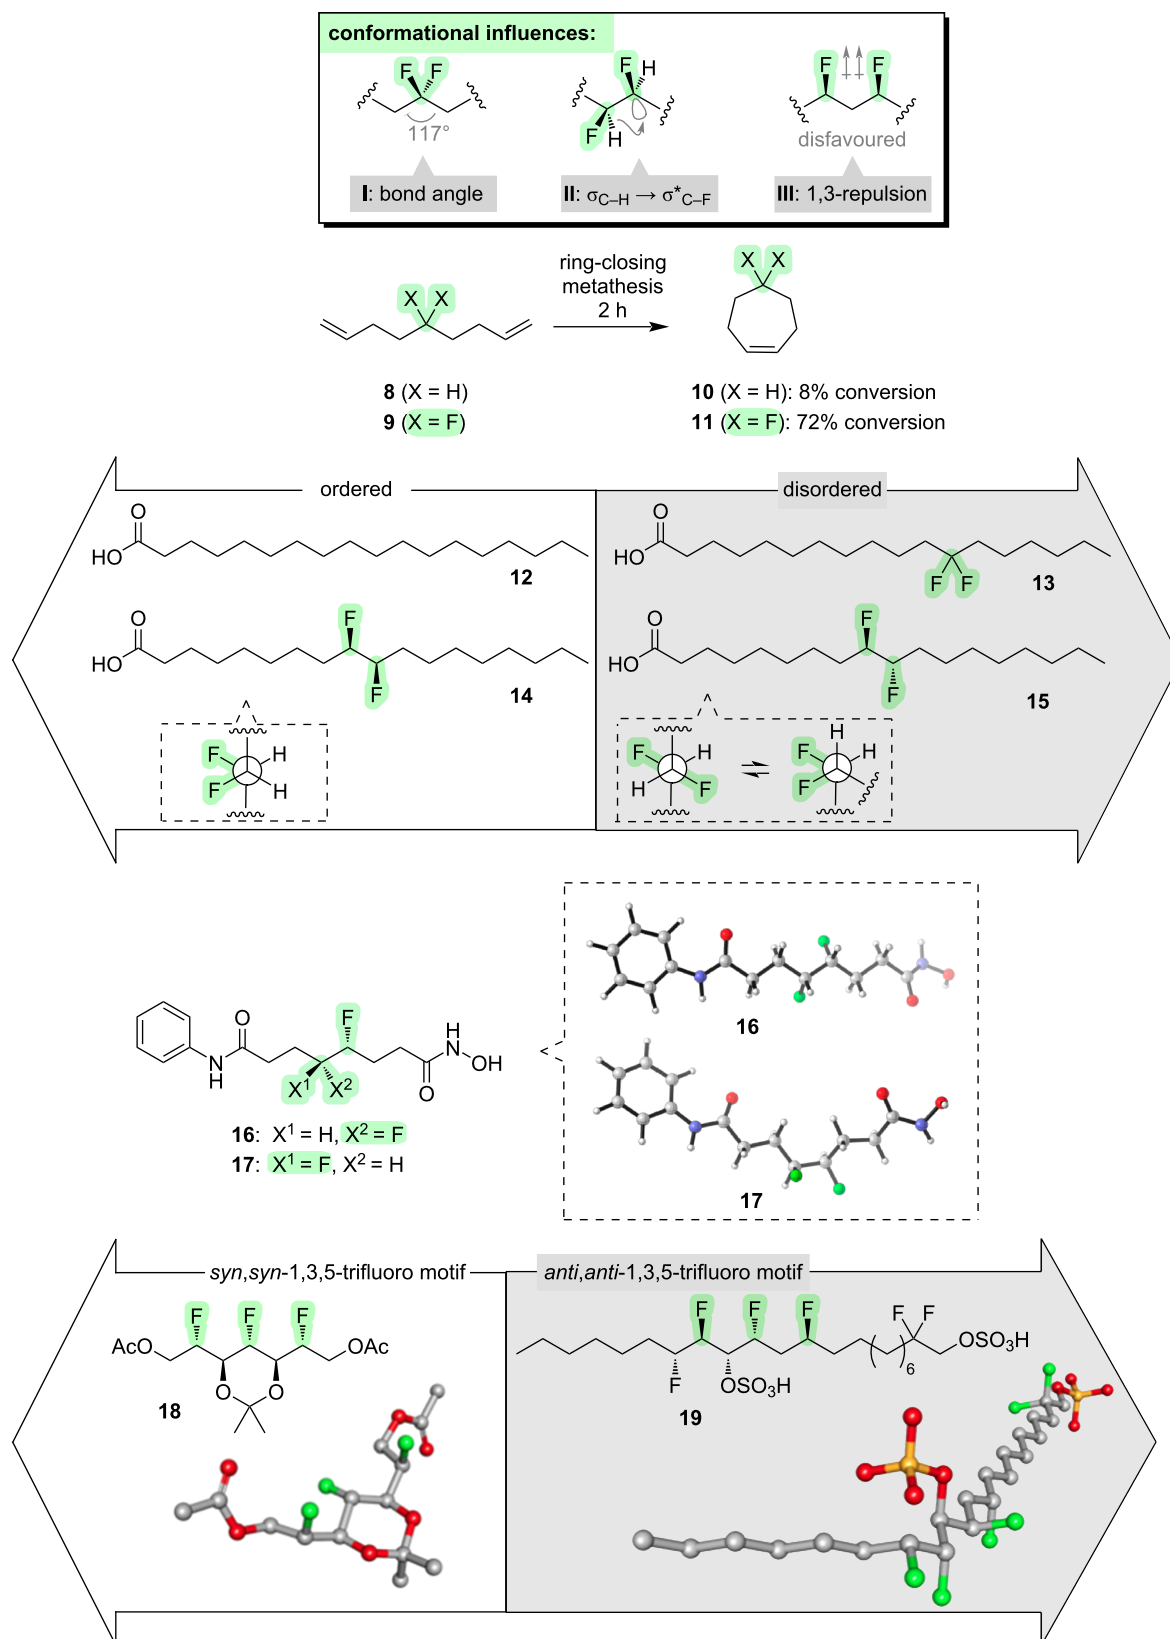 conformational influences:
F F
F H
F H
F F
117°
disfavoured
I: bond angle
II: σC–H → σ*C–F
III: 1,3-repulsion
X X
X X
ring-closing
metathesis
2 h
8 (X = H)
9 (X = F)
10 (X = H): 8% conversion
11 (X = F): 72% conversion
ordered
disordered
O
HO
12
O
HO
F F
13
O
HO
F
F
14
O
HO
F
F
15
F H
F H
F H
H F
H
F H
F
O
N
H
F
X1 X2
H
N
OH
O
16: X1 = H, X2 = F
17: X1 = F, X2 = H
16
17
syn,syn-1,3,5-trifluoro motif
anti,anti-1,3,5-trifluoro motif
F F F
AcO OAc
O O
18
F F F
F F
OSO3H
6
F
OSO3H
19